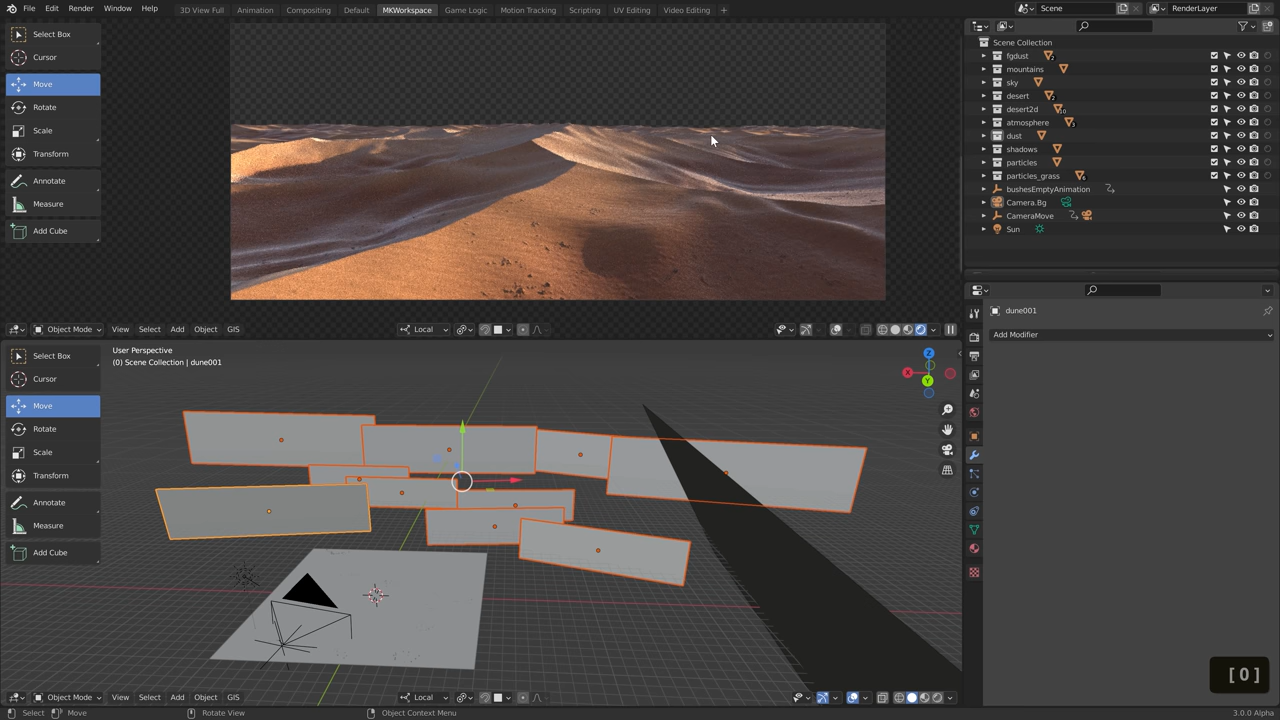 File Edit Render Window Help 3D View Full Animation Compositing Default MKWorkspace Game Logic Motion Tracking Scripting UV Editing Video Editing + Scene RenderLayer
Select Box
Cursor
Move
Rotate
Scale
Transform
Annotate
Measure
Add Cube
Object Mode View Select Add Object GIS Local
Scene Collection
fgdust 2
mountains
sky
desert 2
desert2d 10
atmosphere 3
dust
shadows
particles
particles_grass 6
bushesEmptyAnimation
Camera.Bg
CameraMove
Sun
dune001
Add Modifier
Select Box
Cursor
Move
Rotate
Scale
Transform
Annotate
Measure
Add Cube
User Perspective
(0) Scene Collection | dune001
Z
X
Y
Object Mode View Select Add Object GIS Local
[0]
Select Move Rotate View Object Context Menu 3.0.0 Alpha